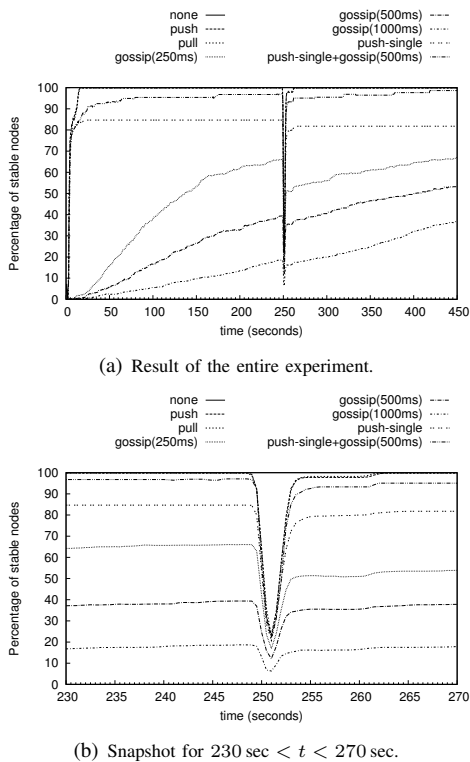 none
push
pull
gossip(250ms)
gossip(500ms)
gossip(1000ms)
push-single
push-single+gossip(500ms)
Percentage of stable nodes
100
90
80
70
60
50
40
30
20
10
0
0 50 100 150 200 250 300 350 400 450
time (seconds)
(a) Result of the entire experiment.
none
push
pull
gossip(250ms)
gossip(500ms)
gossip(1000ms)
push-single
push-single+gossip(500ms)
Percentage of stable nodes
100
90
80
70
60
50
40
30
20
10
0
230 235 240 245 250 255 260 265 270
time (seconds)
(b) Snapshot for 230 sec < t < 270 sec.